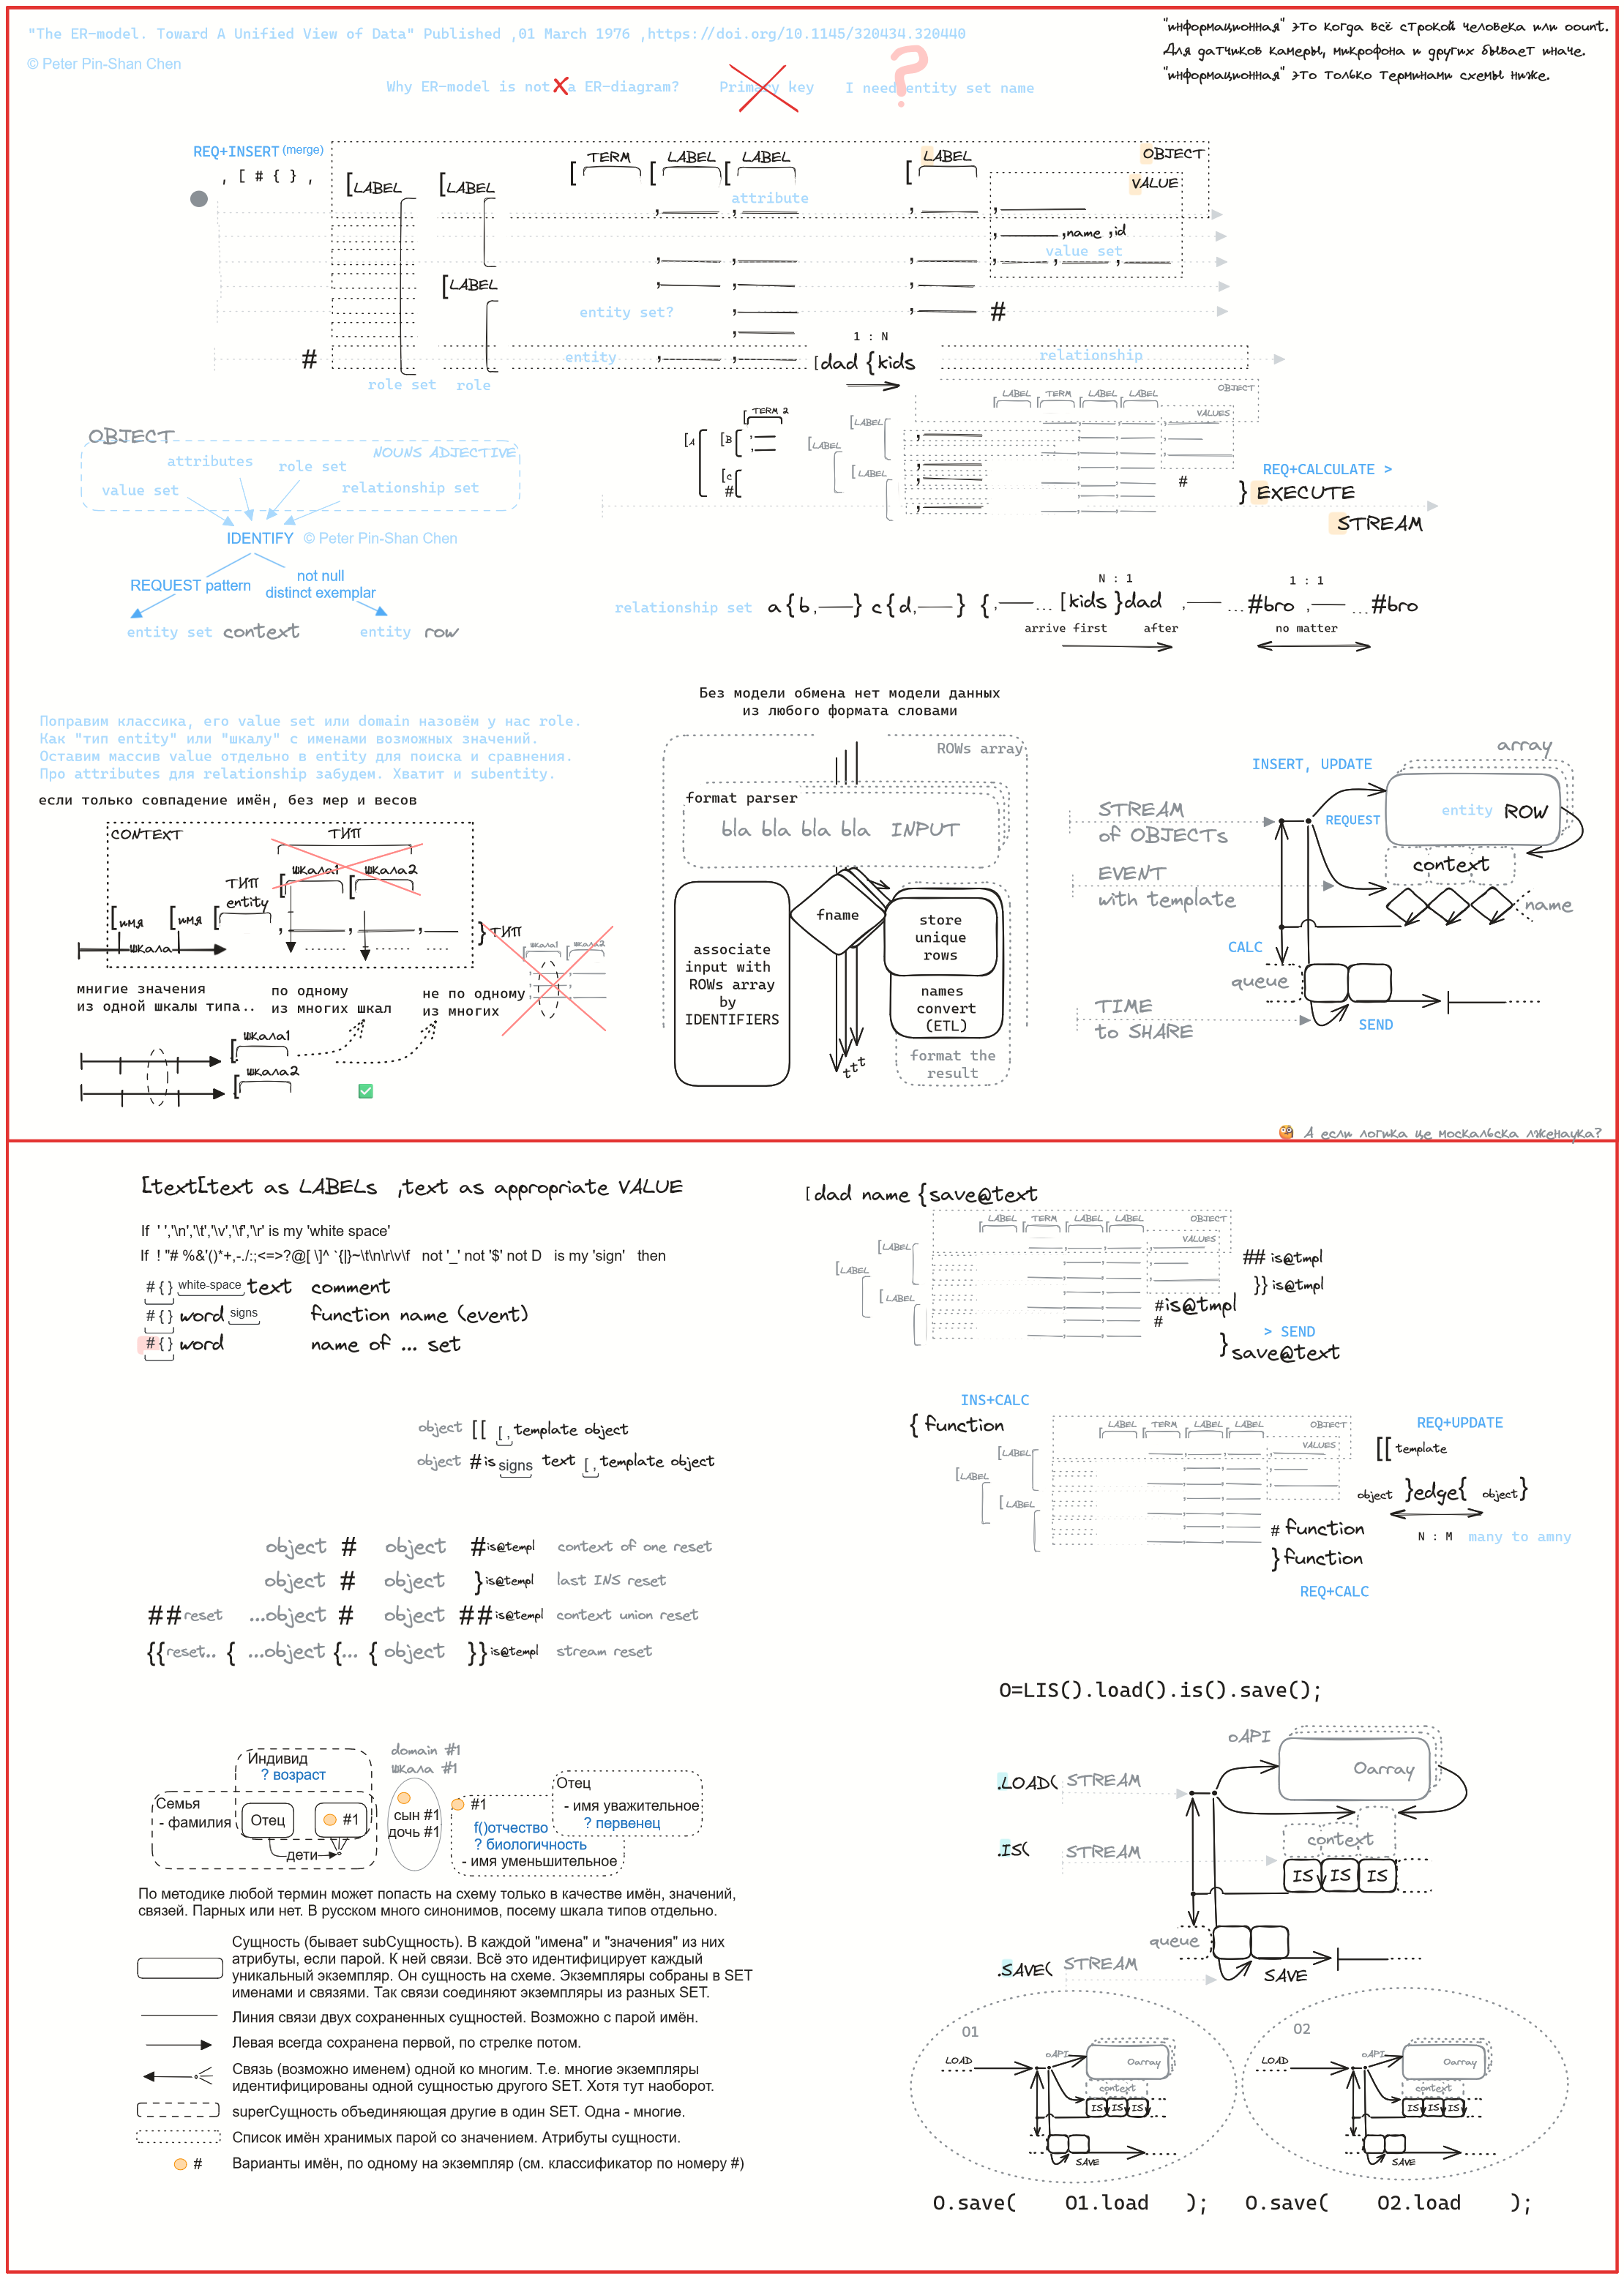 "The ER-model. Toward A Unified View of Data" Published ,01 March 1976 ,https://doi.org/10.1145/320434.320440
© Peter Pin-Shan Chen
"информационная" это когда всё строкой человека или oount.
Для датчиков камеры, микрофона и других бывает иначе.
"информационная" это только терминами схемы ниже.
Why ER-model is not a ER-diagram?
Primary key
I need entity set name
?
REQ+INSERT (merge)
, [ # { } ,
[LABEL
[LABEL
[ TERM
[ LABEL
[ LABEL
[ LABEL
OBJECT
VALUE
attribute
,name ,id
value set
[LABEL
entity set?
#
1 : N
#
entity
[dad {kids
relationship
role set
role
OBJECT
NOUNS ADJECTIVE
attributes
role set
value set
relationship set
IDENTIFY
© Peter Pin-Shan Chen
REQUEST pattern
not null
distinct exemplar
entity set context
entity row
[ TERM 2
[A
[B
[C
#
LABEL
TERM
LABEL
LABEL
OBJECT
VALUES
[LABEL
[LABEL
[LABEL
#
REQ+CALCULATE >
} EXECUTE
STREAM
relationship set
a{b,—} c{d,—} {,—... [kids }dad ,— ...#bro ,— ...#bro
N : 1
1 : 1
arrive first
after
no matter
Поправим классика, его value set или domain назовём у нас role.
Как "тип entity" или "шкалу" с именами возможных значений.
Оставим массив value отдельно в entity для поиска и сравнения.
Про attributes для relationship забудем. Хватит и subentity.
если только совпадение имён, без мер и весов
CONTEXT
ТИП
[ шкала1
[ шкала2
ТИП
entity
[имя
[имя
шкала
} ТИП
[ шкала1
[ шкала2
многие значения
из одной шкалы типа..
по одному
из многих шкал
не по одному
из многих
[ шкала1
[ шкала2
✅
Без модели обмена нет модели данных
из любого формата словами
ROWs array
format parser
bla bla bla bla INPUT
associate
input with
ROWs array
by
IDENTIFIERS
fname
store
unique
rows
names
convert
(ETL)
format the
result
t t t
INSERT, UPDATE
array
STREAM
of OBJECTs
REQUEST
entity ROW
context
EVENT
with template
name
CALC
queue
TIME
to SHARE
SEND
А если логика це москальска лженаука?
[text[text as LABELs ,text as appropriate VALUE
If ' ','\n','\t','\v','\f','\r' is my 'white space'
If ! "# %&'()*+,-./:;<=>?@[ \]^ `{|}~\t\n\r\v\f not '_' not '$' not D is my 'sign' then
# { } white-space text comment
# { } word signs function name (event)
# { } word name of ... set
object [[ [ , template object
object #is signs text [ , template object
object # object #is@templ context of one reset
object # object }is@templ last INS reset
##reset ...object # object ##is@templ context union reset
{{reset.. { ...object {... { object }}is@templ stream reset
[dad name {save@text
LABEL
TERM
LABEL
LABEL
OBJECT
VALUES
[LABEL
[LABEL
[LABEL
## is@tmpl
}} is@tmpl
#is@tmpl
#
> SEND
}save@text
INS+CALC
{ function
LABEL
TERM
LABEL
LABEL
OBJECT
VALUES
[LABEL
[LABEL
[LABEL
REQ+UPDATE
[[ template
object }edge{ object}
N : M many to amny
# function
} function
REQ+CALC
O=LIS().load().is().save();
oAPI
Oarray
.LOAD( STREAM
context
.IS( STREAM
IS IS IS
queue
.SAVE( STREAM
SAVE
Индивид
? возраст
Семья
- фамилия
Отец
#1
дети
domain #1
шкала #1
сын #1
дочь #1
#1
f()отчество
? биологичность
- имя уменьшительное
Отец
- имя уважительное
? первенец
По методике любой термин может попасть на схему только в качестве имён, значений,
связей. Парных или нет. В русском много синонимов, посему шкала типов отдельно.
Сущность (бывает subСущность). В каждой "имена" и "значения" из них
атрибуты, если парой. К ней связи. Всё это идентифицирует каждый
уникальный экземпляр. Он сущность на схеме. Экземпляры собраны в SET
именами и связями. Так связи соединяют экземпляры из разных SET.
Линия связи двух сохраненных сущностей. Возможно с парой имён.
Левая всегда сохранена первой, по стрелке потом.
Связь (возможно именем) одной ко многим. Т.е. многие экземпляры
идентифицированы одной сущностью другого SET. Хотя тут наоборот.
superСущность объединяющая другие в один SET. Одна - многие.
Список имён хранимых парой со значением. Атрибуты сущности.
# Варианты имён, по одному на экземпляр (см. классификатор по номеру #)
O1
LOAD
oAPI
Oarray
context
IS IS IS
SAVE
O2
LOAD
oAPI
Oarray
context
IS IS IS
SAVE
O.save( O1.load );
O.save( O2.load );